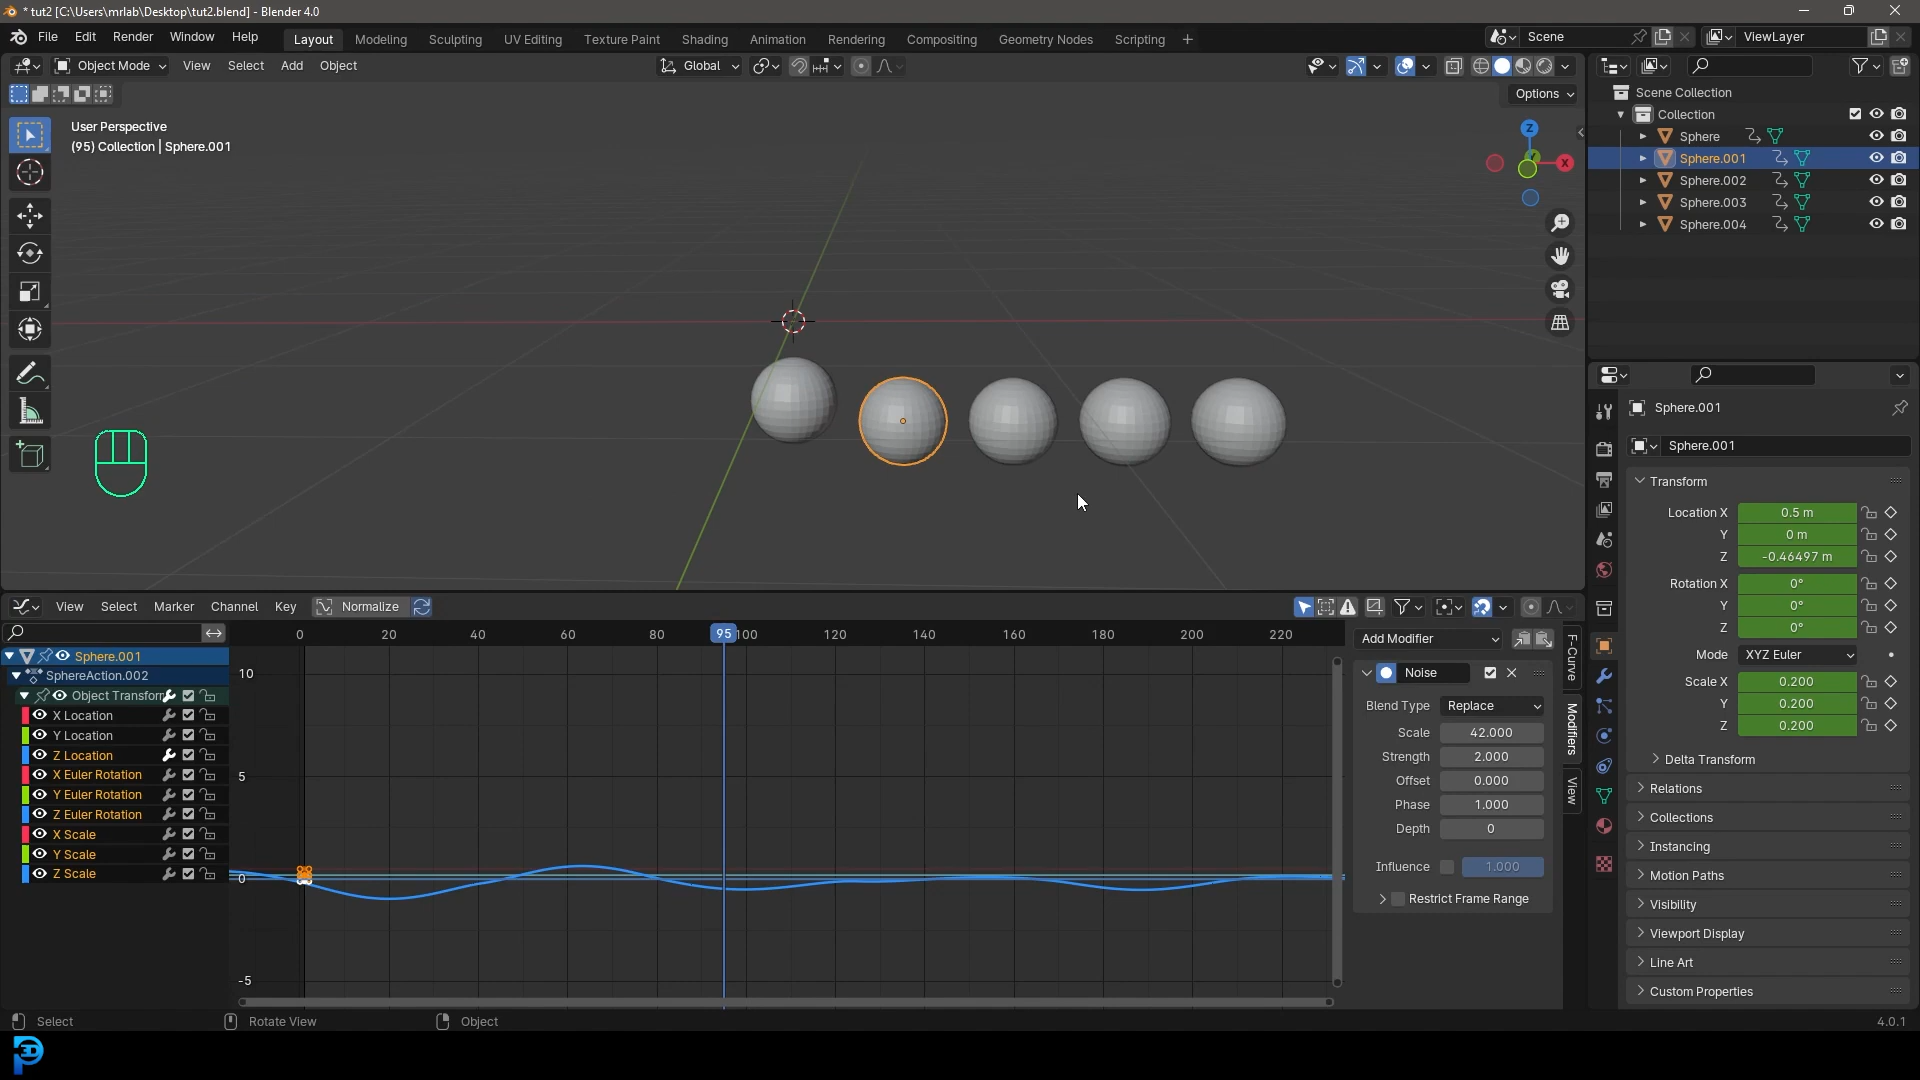 * tut2 [C:\Users\mrlab\Desktop\tut2.blend] - Blender 4.0
File Edit Render Window Help
Layout Modeling Sculpting UV Editing Texture Paint Shading Animation Rendering Compositing Geometry Nodes Scripting +
Scene
ViewLayer
Object Mode View Select Add Object
Global
Options
User Perspective
(95) Collection | Sphere.001
Z
X
Scene Collection
Collection
Sphere
Sphere.001
Sphere.002
Sphere.003
Sphere.004
Sphere.001
Sphere.001
Transform
Location X 0.5 m
Y 0 m
Z -0.46497 m
Rotation X 0°
Y 0°
Z 0°
Mode XYZ Euler
Scale X 0.200
Y 0.200
Z 0.200
Delta Transform
Relations
Collections
Instancing
Motion Paths
Visibility
Viewport Display
Line Art
Custom Properties
View Select Marker Channel Key Normalize
0 20 40 60 80 95 100 120 140 160 180 200 220
10
5
0
-5
Sphere.001
SphereAction.002
Object Transform
X Location
Y Location
Z Location
X Euler Rotation
Y Euler Rotation
Z Euler Rotation
X Scale
Y Scale
Z Scale
Add Modifier
Noise
Blend Type Replace
Scale 42.000
Strength 2.000
Offset 0.000
Phase 1.000
Depth 0
Influence 1.000
Restrict Frame Range
F-Curve
Modifiers
View
Select Rotate View Object
4.0.1